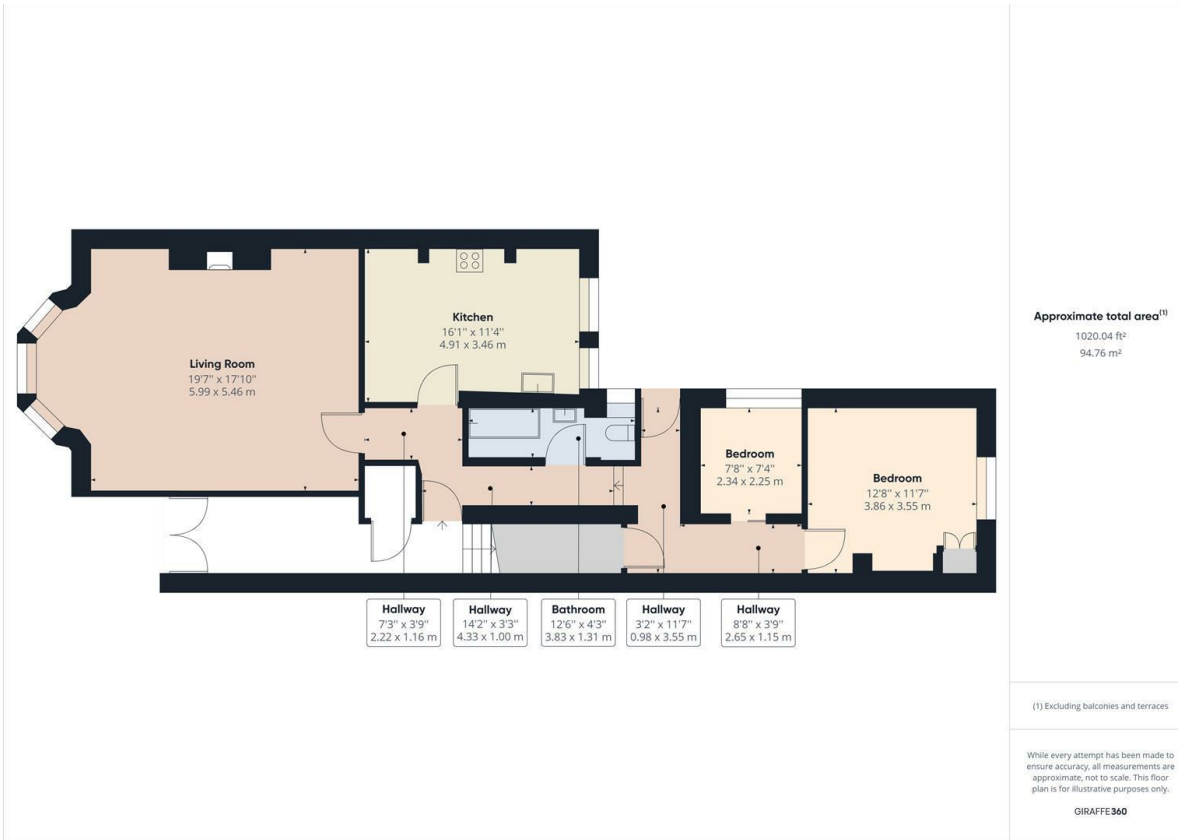 Living Room
19'7" x 17'10"
5.99 x 5.46 m
Kitchen
16'1" x 11'4"
4.91 x 3.46 m
Bedroom
7'8" x 7'4"
2.34 x 2.25 m
Bedroom
12'8" x 11'7"
3.86 x 3.55 m
Hallway
7'3" x 3'9"
2.22 x 1.16 m
Hallway
14'2" x 3'3"
4.33 x 1.00 m
Bathroom
12'6" x 4'3"
3.83 x 1.31 m
Hallway
3'2" x 11'7"
0.98 x 3.55 m
Hallway
8'8" x 3'9"
2.65 x 1.15 m
Approximate total area(1)
1020.04 ft²
94.76 m²
(1) Excluding balconies and terraces
While every attempt has been made to
ensure accuracy, all measurements are
approximate, not to scale. This floor
plan is for illustrative purposes only.
GIRAFFE360